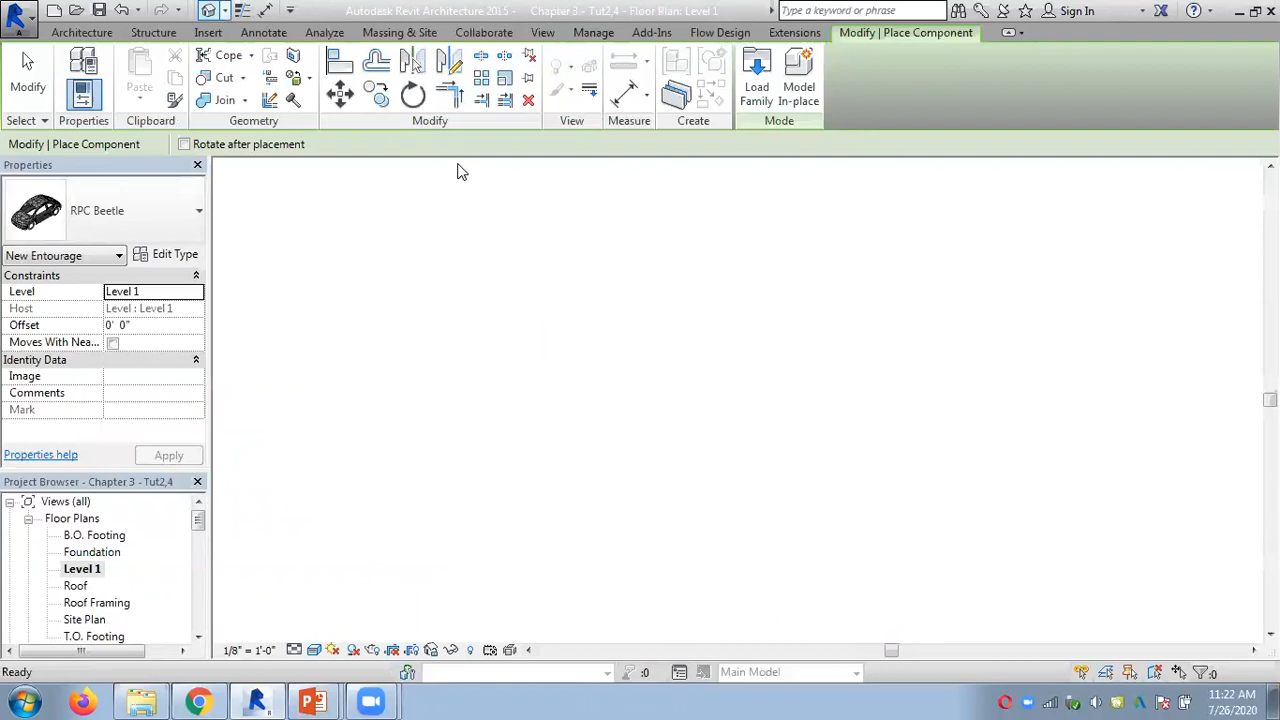 Autodesk Revit Architecture 2015 - Chapter 3 - Tut2,4 - Floor Plan: Level 1
Type a keyword or phrase
Sign In
Architecture Structure Insert Annotate Analyze Massing & Site Collaborate View Manage Add-Ins Flow Design Extensions Modify | Place Component
Modify
Paste
Cope
Cut
Join
Load Family
Model In-place
Select Properties Clipboard Geometry Modify View Measure Create Mode
Modify | Place Component Rotate after placement
Properties
RPC Beetle
New Entourage Edit Type
Constraints
Level Level 1
Host Level : Level 1
Offset 0' 0"
Moves With Nea...
Identity Data
Image
Comments
Mark
Properties help Apply
Project Browser - Chapter 3 - Tut2,4
Views (all)
Floor Plans
B.O. Footing
Foundation
Level 1
Roof
Roof Framing
Site Plan
T.O. Footing
1/8" = 1'-0"
Ready :0 Main Model :0
11:22 AM
7/26/2020